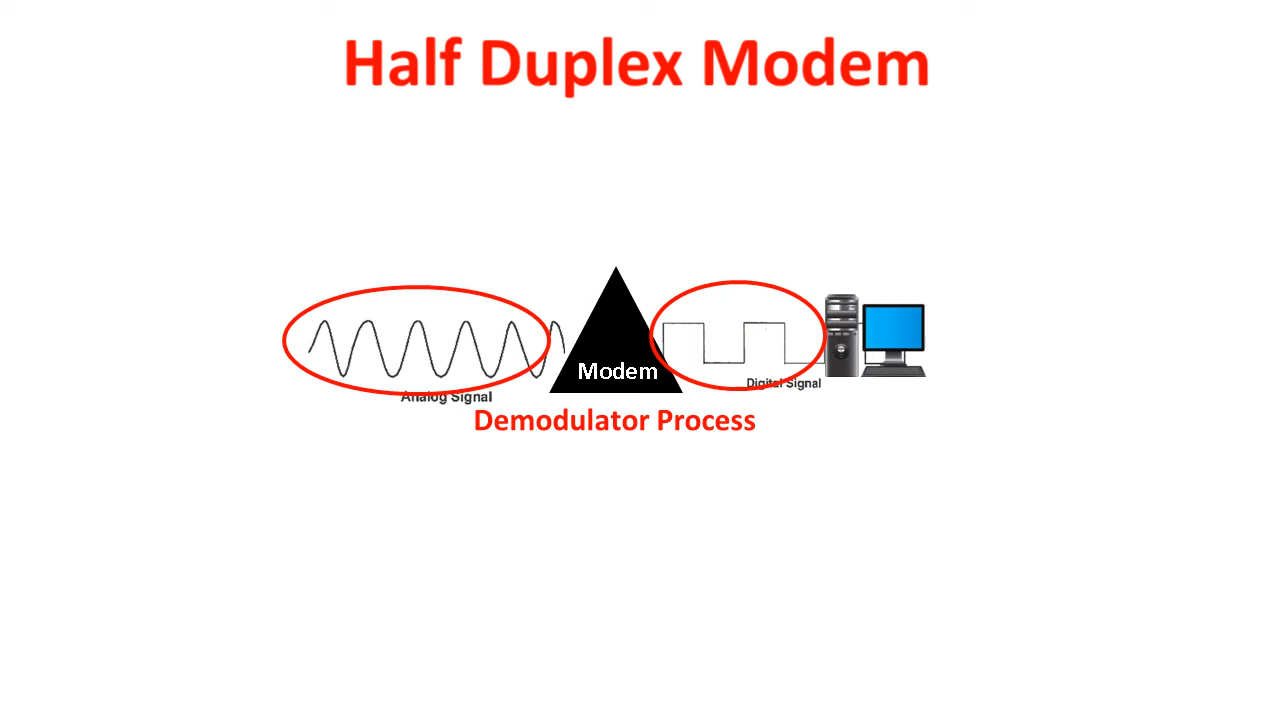 Half Duplex Modem
Modem
Analog Signal
Digital Signal
Demodulator Process